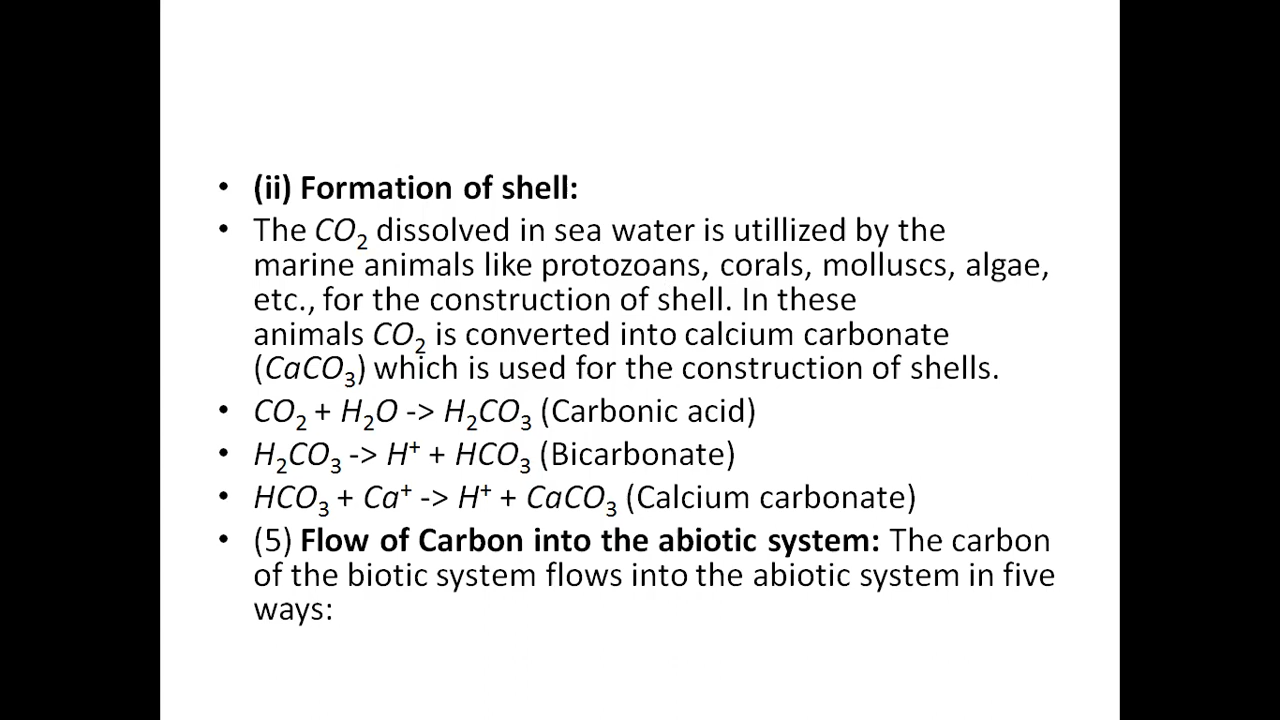 • (ii) Formation of shell:
• The CO₂ dissolved in sea water is utillized by the
marine animals like protozoans, corals, molluscs, algae,
etc., for the construction of shell. In these
animals CO₂ is converted into calcium carbonate
(CaCO₃) which is used for the construction of shells.
• CO₂ + H₂O -> H₂CO₃ (Carbonic acid)
• H₂CO₃ -> H⁺ + HCO₃ (Bicarbonate)
• HCO₃ + Ca⁺ -> H⁺ + CaCO₃ (Calcium carbonate)
• (5) Flow of Carbon into the abiotic system: The carbon
of the biotic system flows into the abiotic system in five
ways: